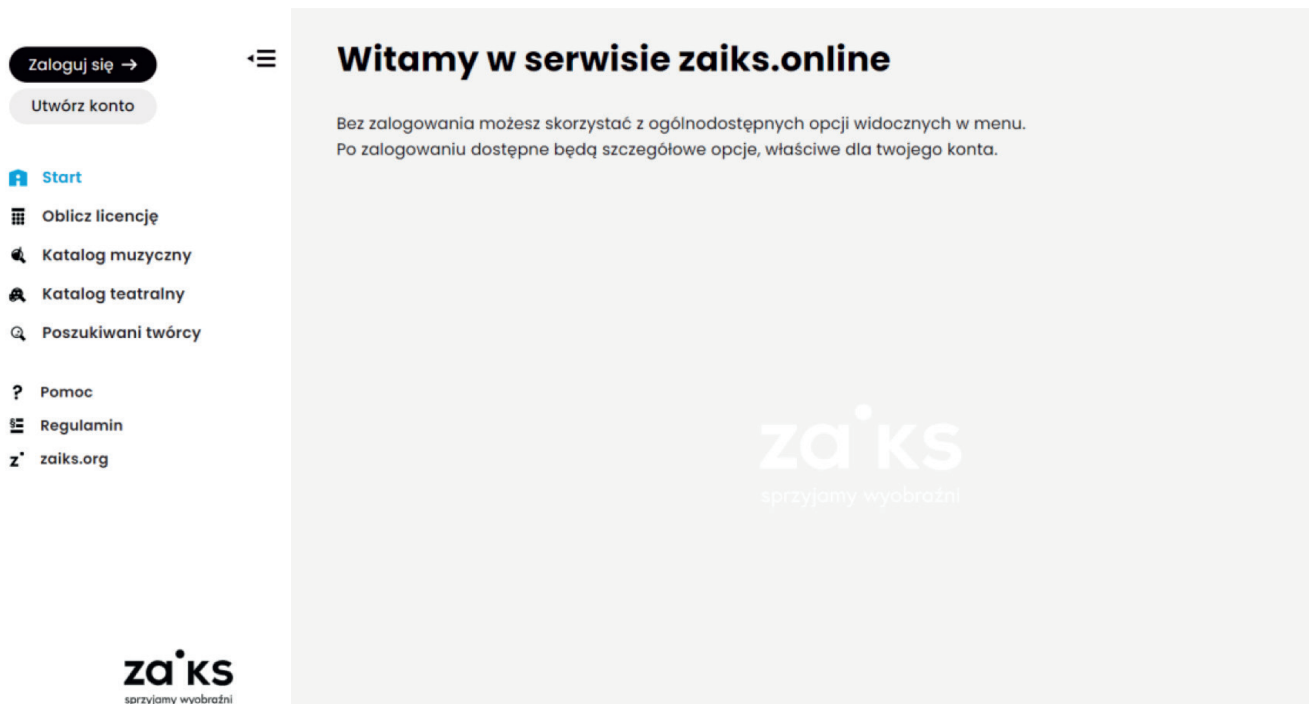 Zaloguj się →
Utwórz konto
Start
Oblicz licencję
Katalog muzyczny
Katalog teatralny
Poszukiwani twórcy
? Pomoc
Regulamin
zaiks.org
zaiks
sprzyjamy wyobraźni
Witamy w serwisie zaiks.online
Bez zalogowania możesz skorzystać z ogólnodostępnych opcji widocznych w menu.
Po zalogowaniu dostępne będą szczegółowe opcje, właściwe dla twojego konta.
zaiks
sprzyjamy wyobraźni